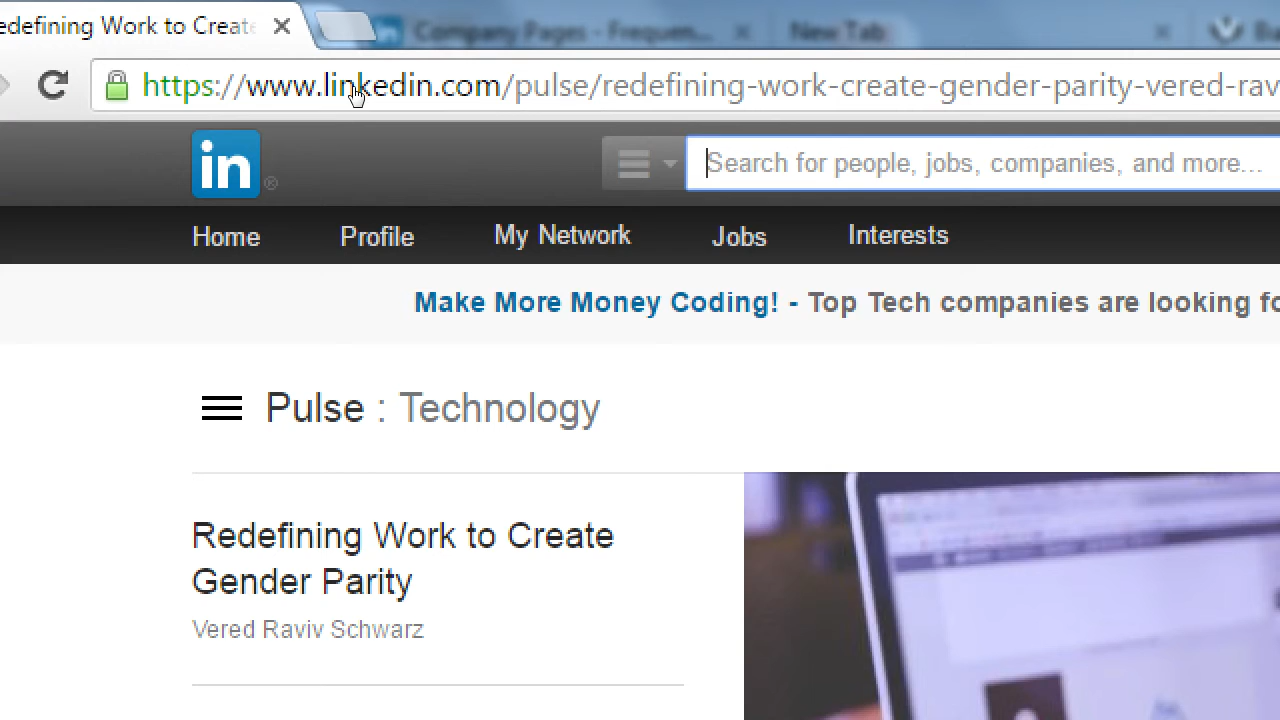 edefining Work to Create
Company Pages - Frequen...
New Tab
https://www.linkedin.com/pulse/redefining-work-create-gender-parity-vered-rav
in ®
Search for people, jobs, companies, and more...
Home Profile My Network Jobs Interests
Make More Money Coding! - Top Tech companies are looking fo
Pulse : Technology
Redefining Work to Create
Gender Parity
Vered Raviv Schwarz